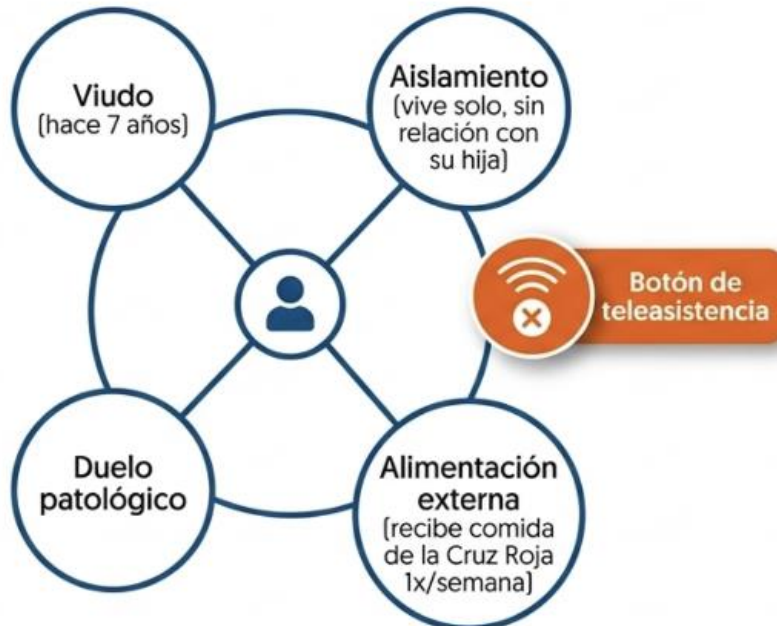 Viudo
(hace 7 años)
Aislamiento
(vive solo, sin
relación con
su hija)
Botón de
teleasistencia
Duelo
patológico
Alimentación
externa
(recibe comida
de la Cruz Roja
1x/semana)